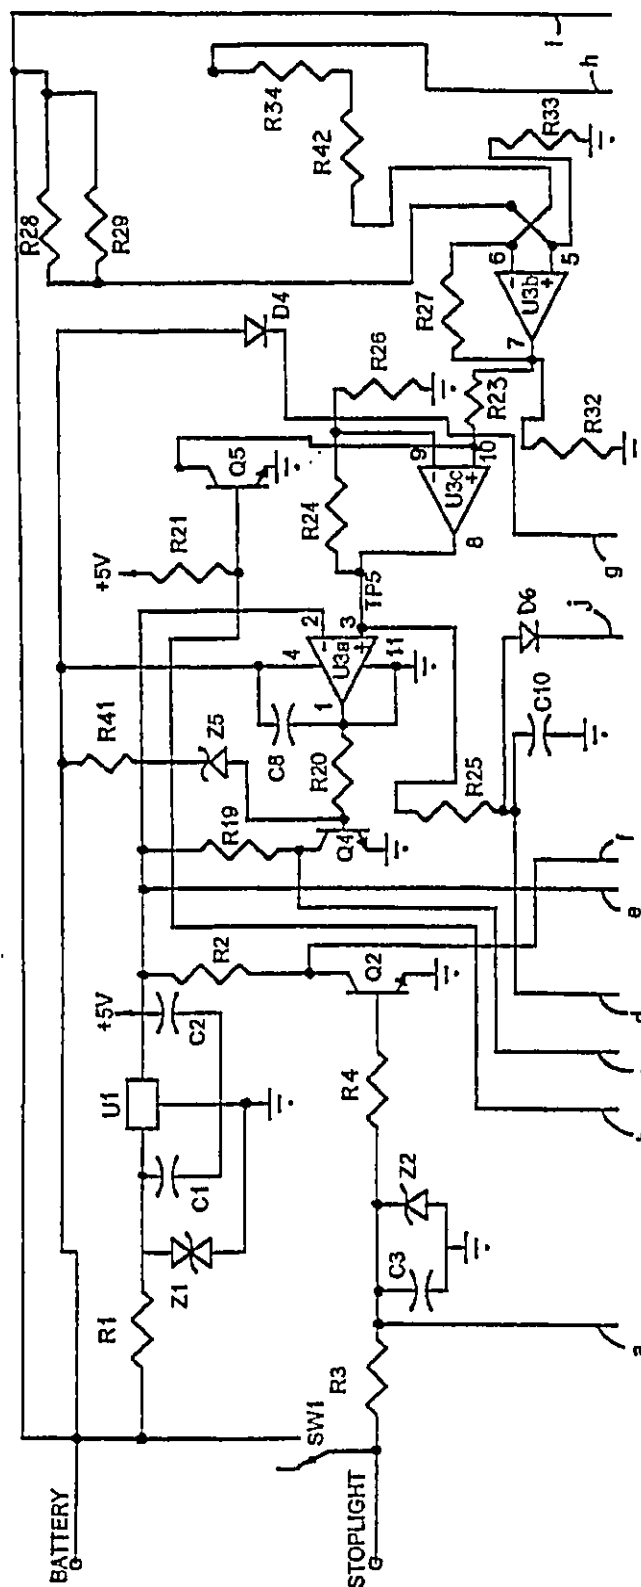 BATTERY
STOPLIGHT
SW1
R1
Z1
C1
U1
+5V
C2
R2
R3
C3
Z2
R4
Q2
R41
Z5
R19
Q4
R20
C8
4
1
U3a
-
+
2
3
11
TP5
+5V
R21
Q5
R24
R25
C10
D6
8
U3c
-
+
9
10
R26
R23
D4
R28
R29
R27
7
U3b
-
+
6
5
R32
R33
R34
R42
a
d
e
f
j
g
h
i